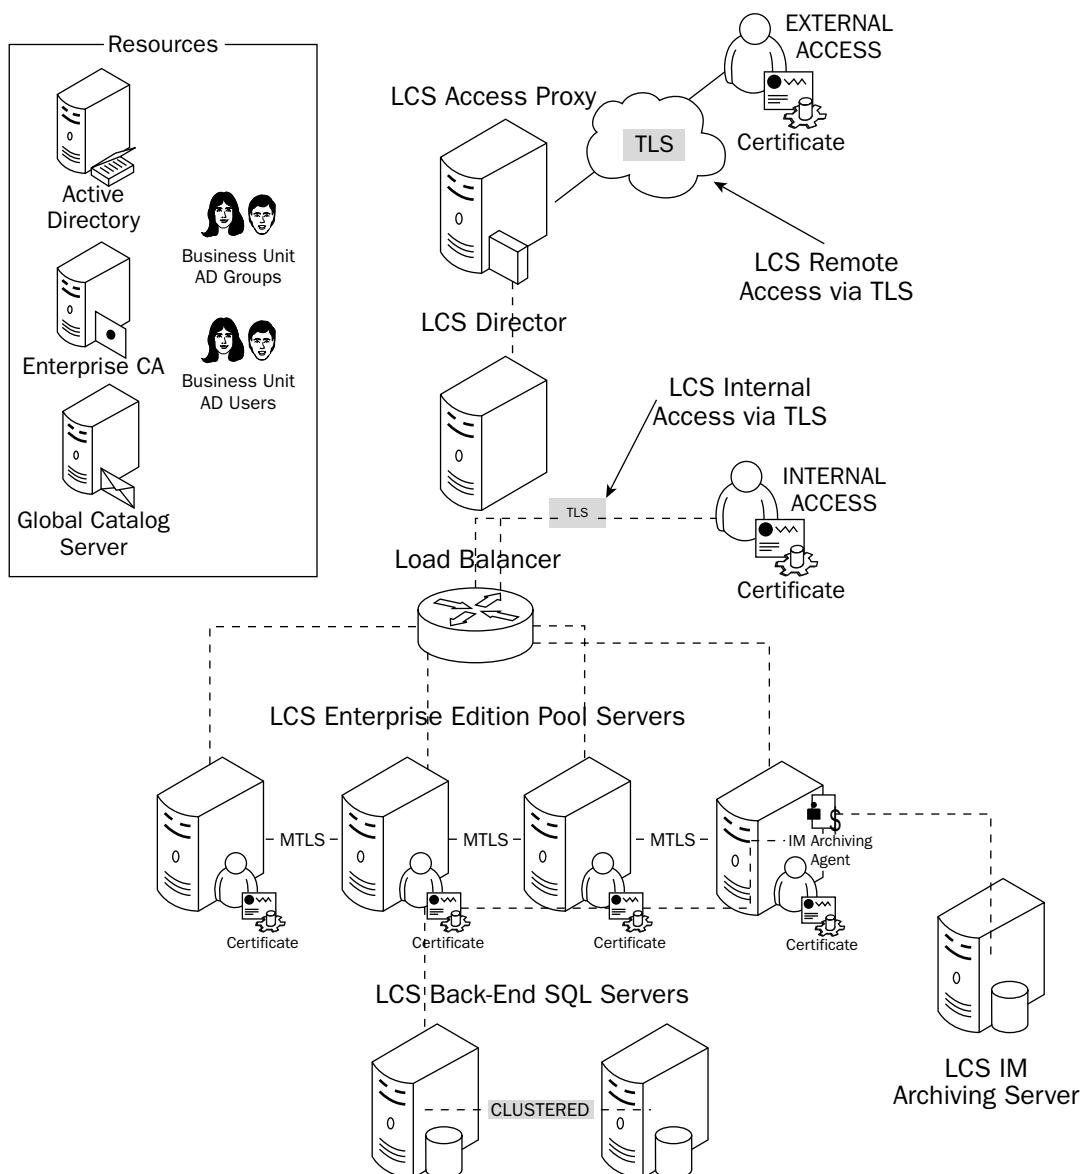 Resources
Active
Directory
Business Unit
AD Groups
Enterprise CA
Business Unit
AD Users
Global Catalog
Server
EXTERNAL
ACCESS
LCS Access Proxy
TLS
Certificate
LCS Remote
Access via TLS
LCS Director
LCS Internal
Access via TLS
TLS
INTERNAL
ACCESS
Certificate
Load Balancer
LCS Enterprise Edition Pool Servers
MTLS
MTLS
MTLS
$
IM Archiving
Agent
Certificate
Certificate
Certificate
Certificate
LCS Back-End SQL Servers
CLUSTERED
LCS IM
Archiving Server